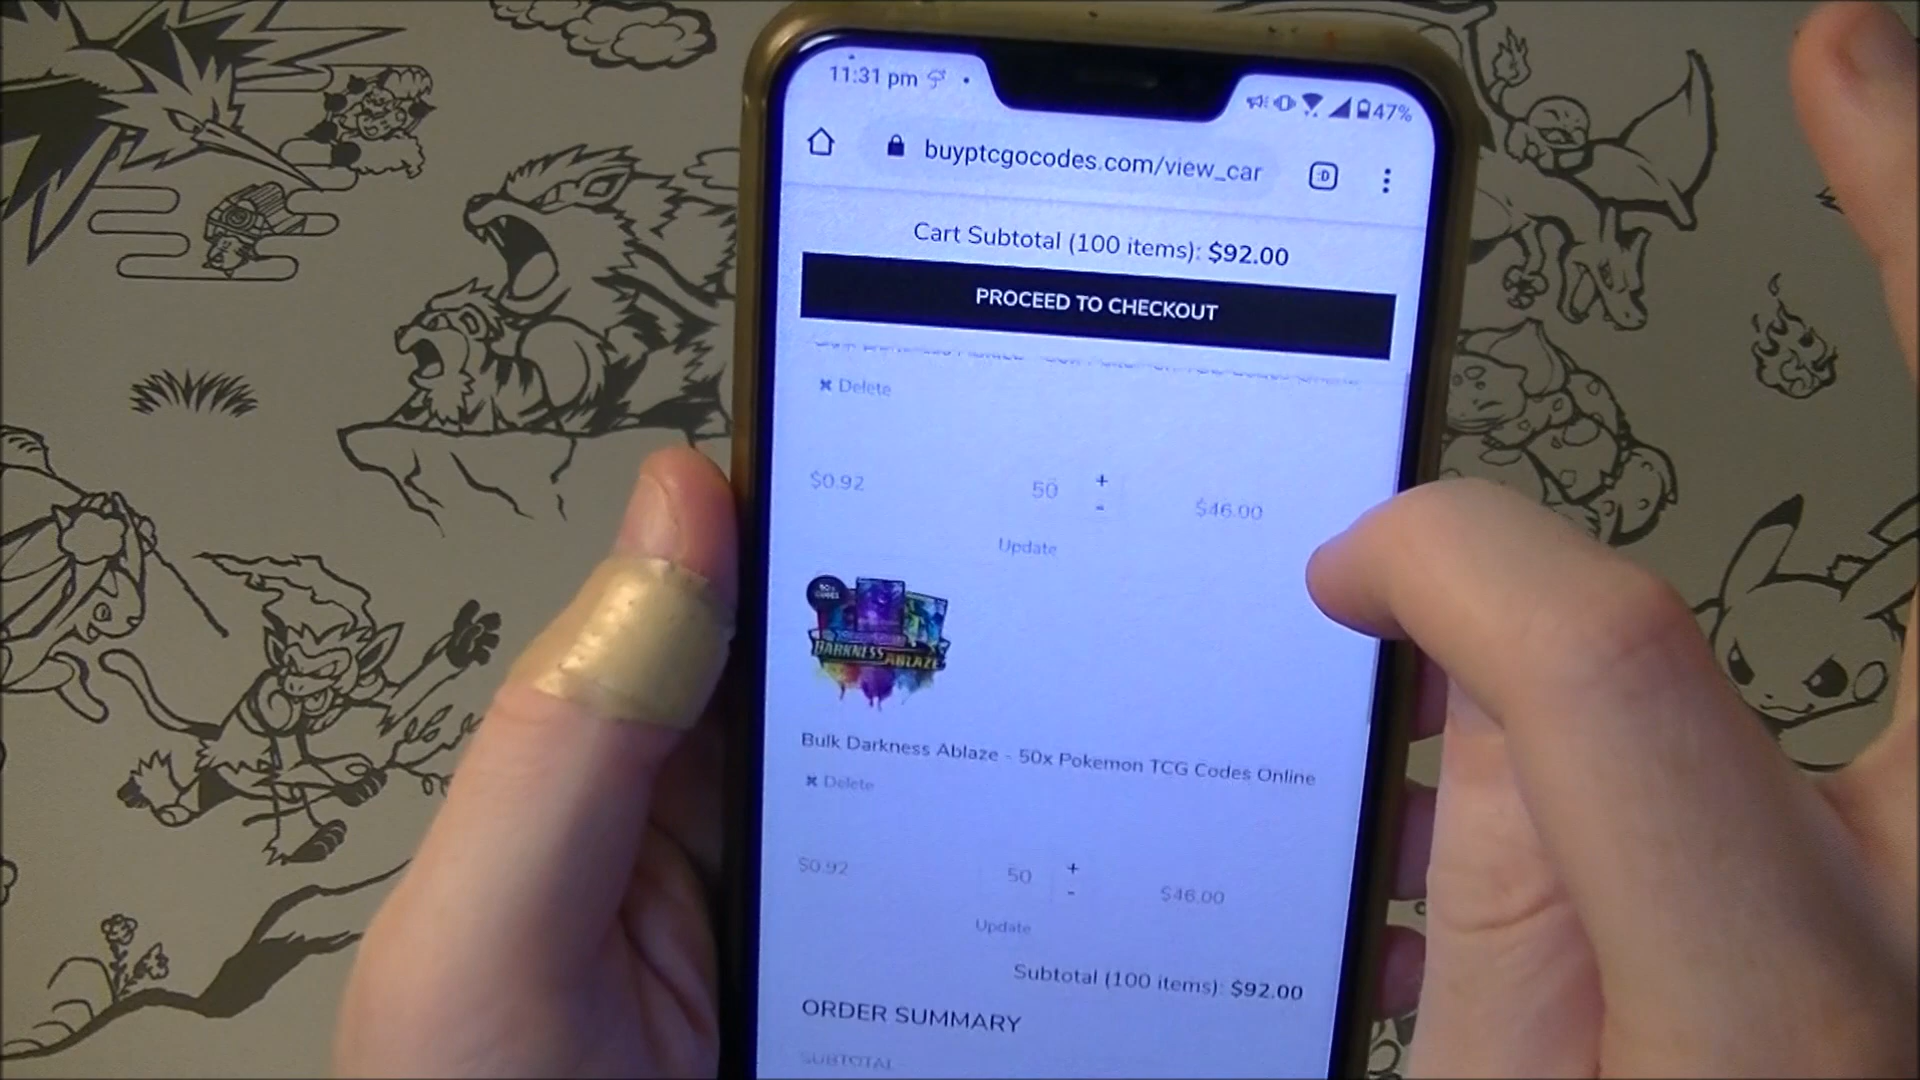 11:31 pm
47%
buyptcgocodes.com/view_car
Cart Subtotal (100 items): $92.00
PROCEED TO CHECKOUT
✖ Delete
$0.92 50 + $46.00
-
Update
DARKNESS ABLAZE
Bulk Darkness Ablaze - 50x Pokemon TCG Codes Online
✖ Delete
$0.92 50 + $46.00
-
Update
Subtotal (100 items): $92.00
ORDER SUMMARY
SUBTOTAL